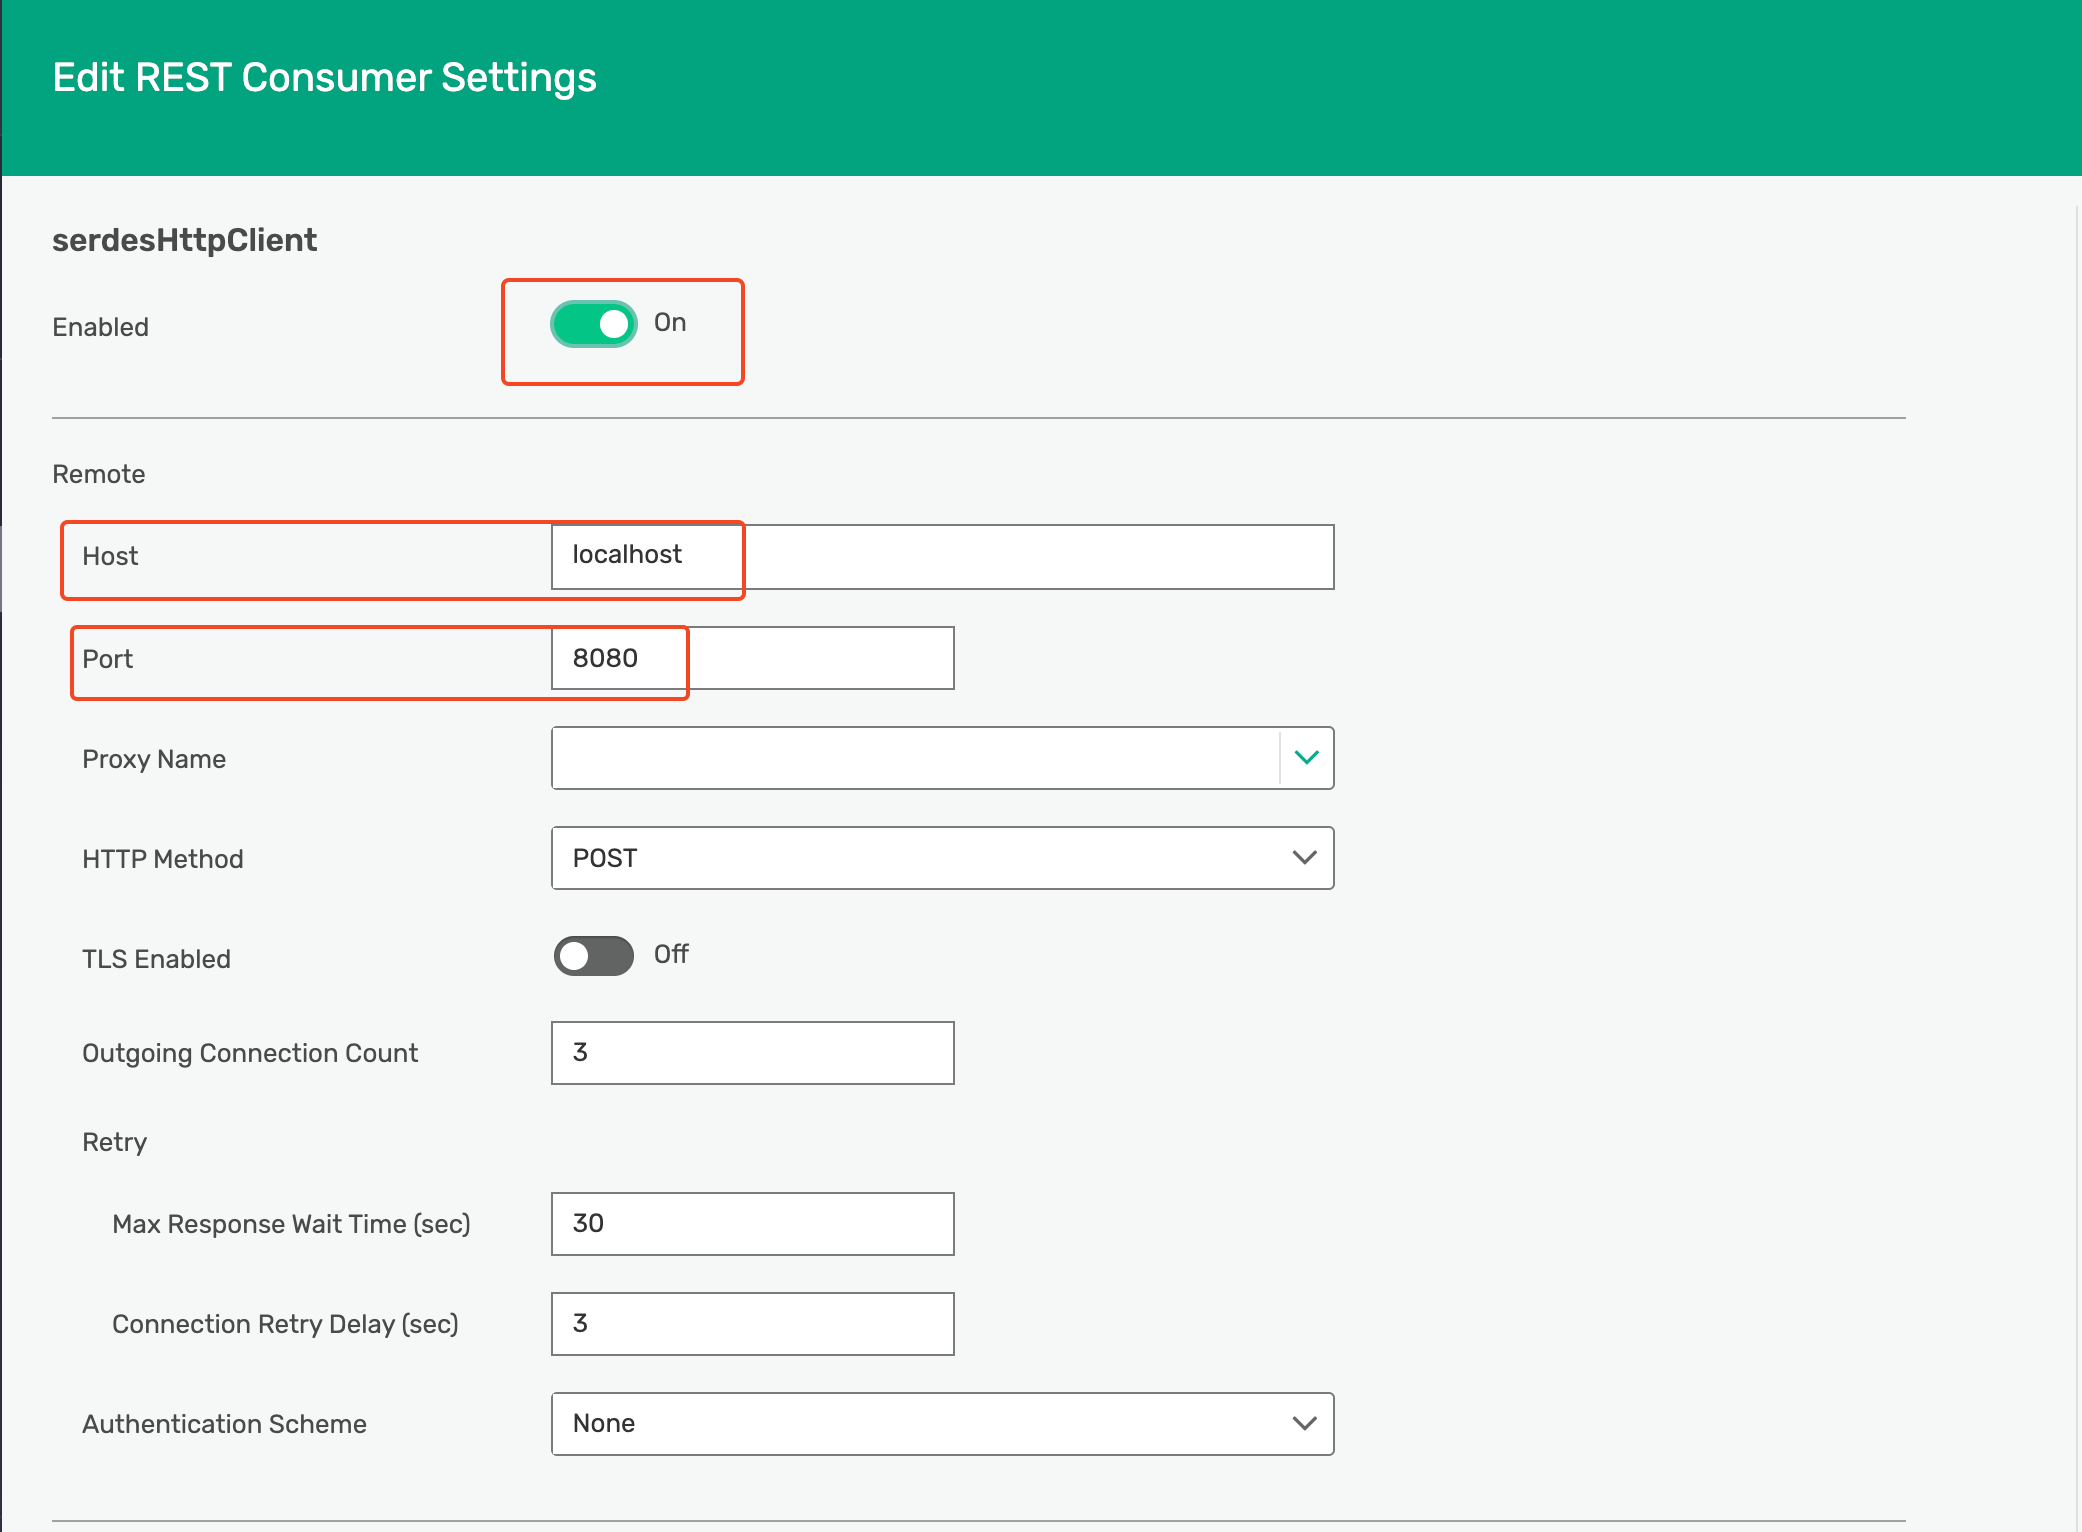 Edit REST Consumer Settings
serdesHttpClient
Enabled On
Remote
Host localhost
Port 8080
Proxy Name
HTTP Method POST
TLS Enabled Off
Outgoing Connection Count 3
Retry
Max Response Wait Time (sec) 30
Connection Retry Delay (sec) 3
Authentication Scheme None